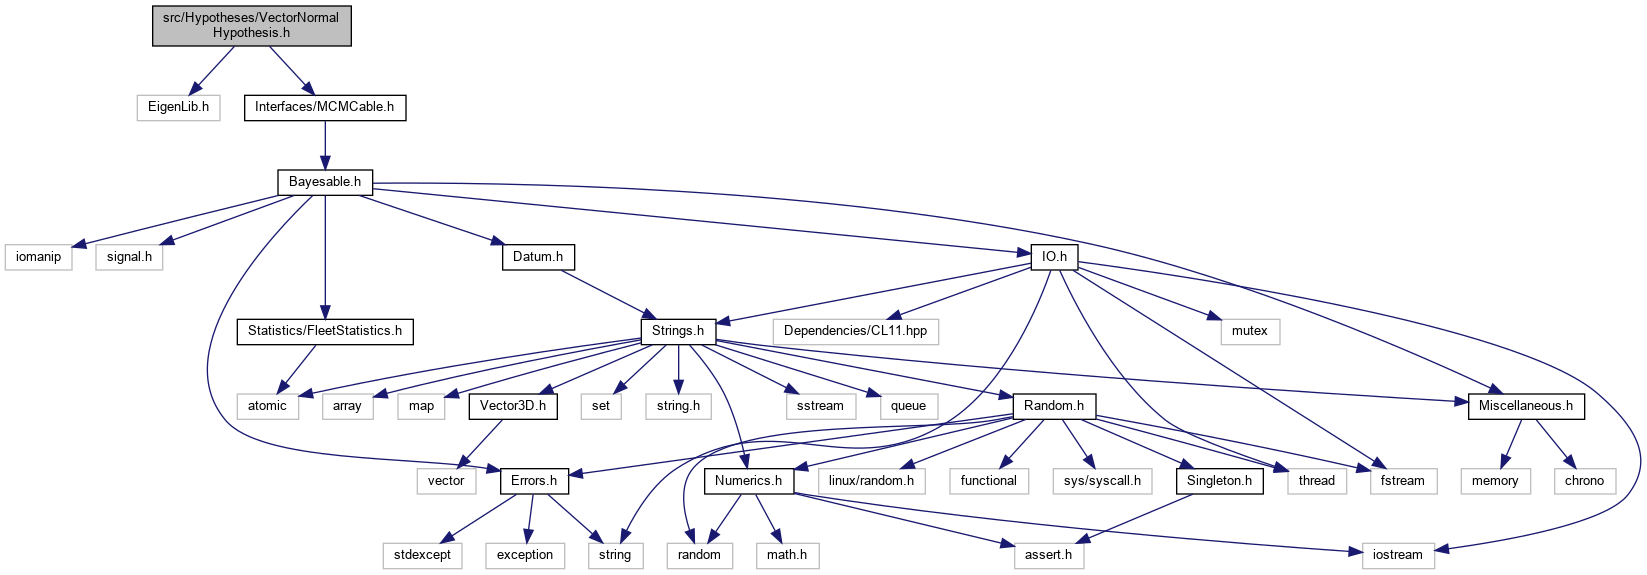 src/Hypotheses/VectorNormal
Hypothesis.h
EigenLib.h
Interfaces/MCMCable.h
Bayesable.h
iomanip
signal.h
Datum.h
IO.h
Statistics/FleetStatistics.h
Strings.h
Dependencies/CL11.hpp
mutex
atomic
array
map
Vector3D.h
set
string.h
sstream
queue
Random.h
Miscellaneous.h
vector
Errors.h
Numerics.h
linux/random.h
functional
sys/syscall.h
Singleton.h
thread
fstream
memory
chrono
stdexcept
exception
string
random
math.h
assert.h
iostream